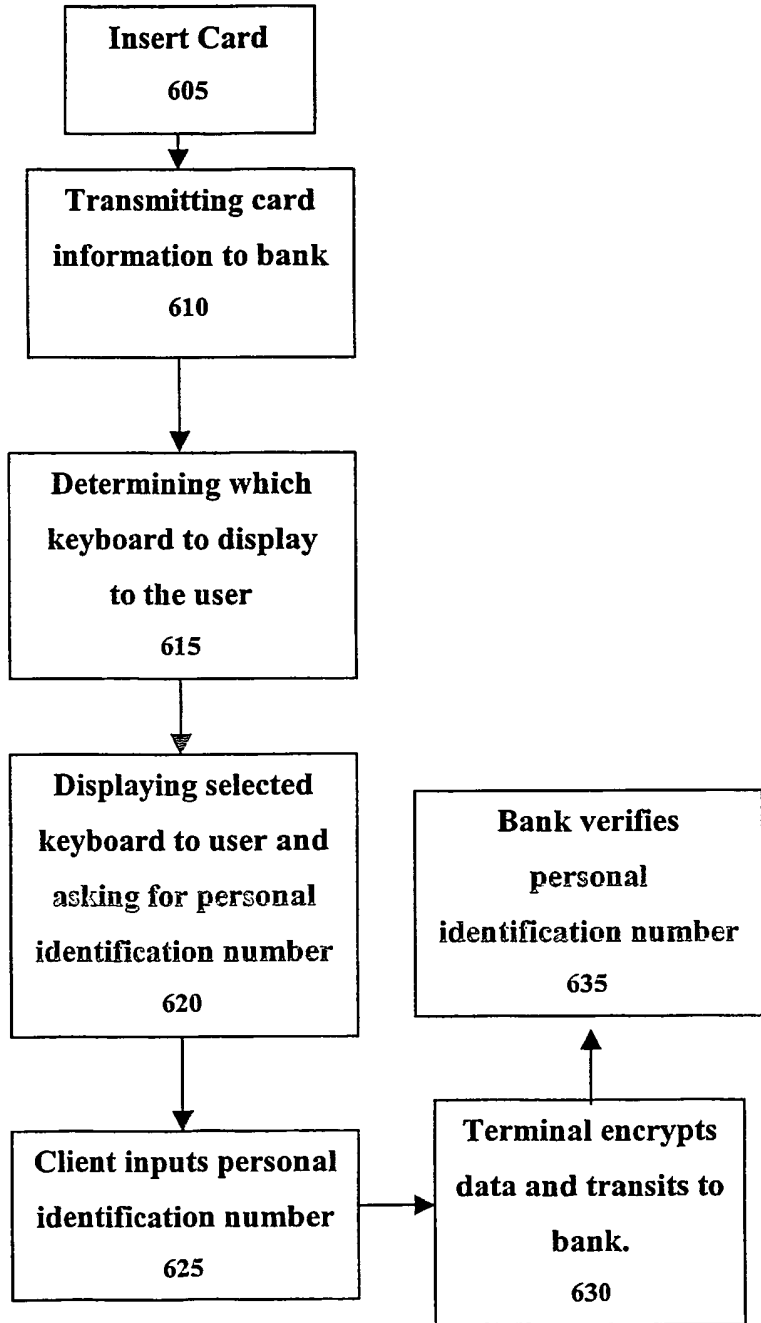 Insert Card
605
Transmitting card
information to bank
610
Determining which
keyboard to display
to the user
615
Displaying selected
keyboard to user and
asking for personal
identification number
620
Client inputs personal
identification number
625
Terminal encrypts
data and transits to
bank.
630
Bank verifies
personal
identification number
635